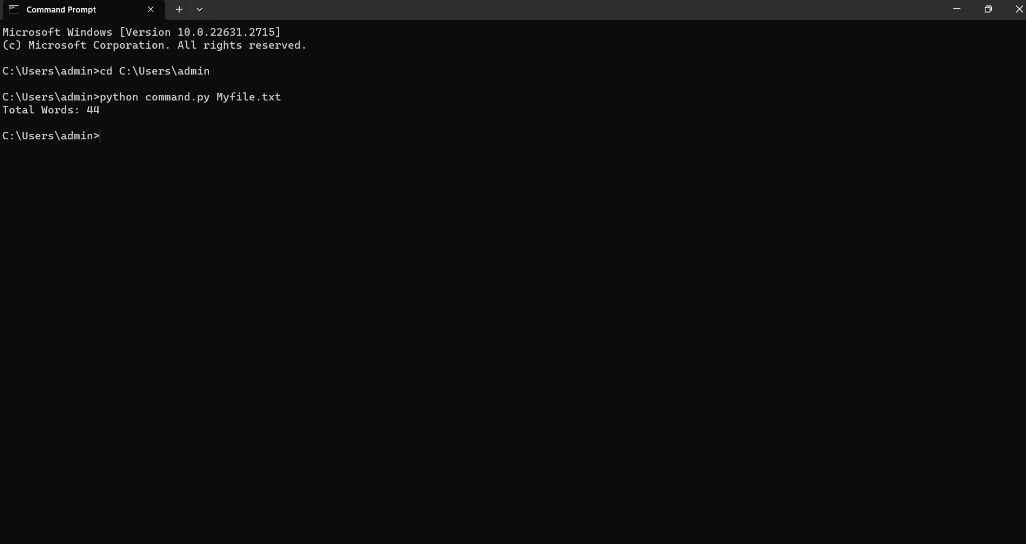 Command Prompt
Microsoft Windows [Version 10.0.22631.2715]
(c) Microsoft Corporation. All rights reserved.
C:\Users\admin>cd C:\Users\admin
C:\Users\admin>python command.py Myfile.txt
Total Words: 44
C:\Users\admin>